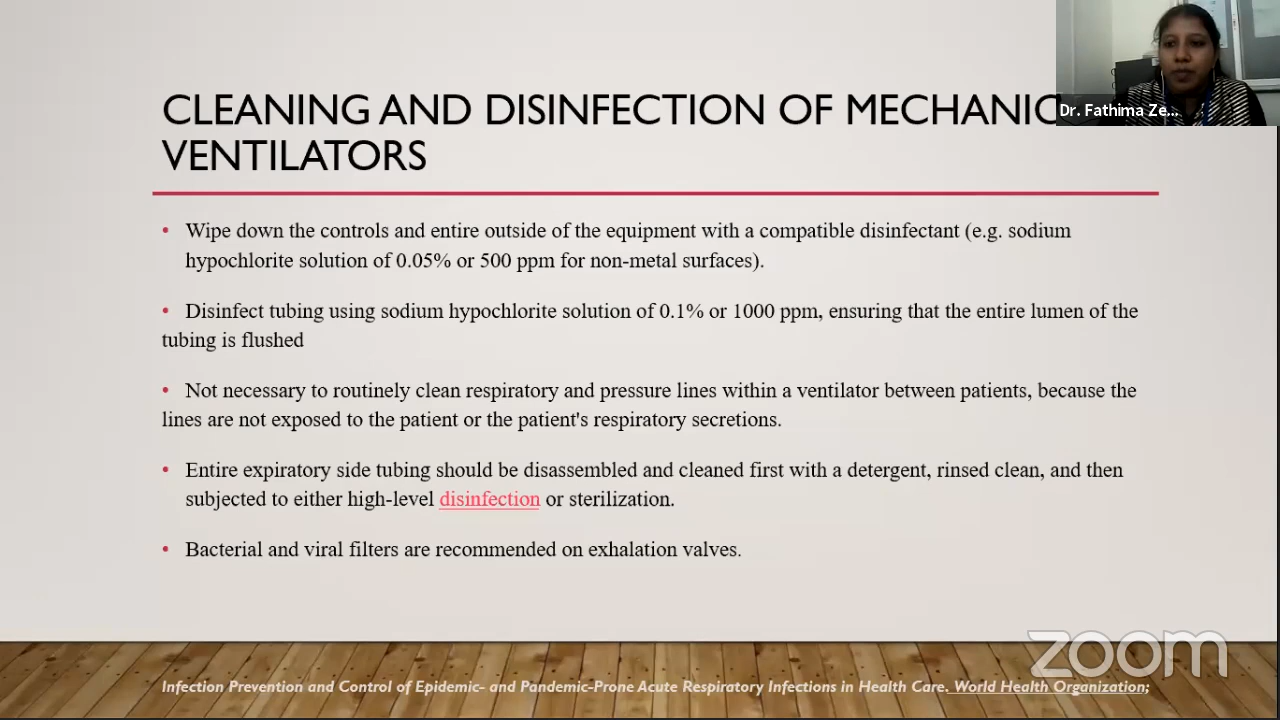 Dr. Fathima Ze...
CLEANING AND DISINFECTION OF MECHANIC
VENTILATORS
• Wipe down the controls and entire outside of the equipment with a compatible disinfectant (e.g. sodium
hypochlorite solution of 0.05% or 500 ppm for non-metal surfaces).
• Disinfect tubing using sodium hypochlorite solution of 0.1% or 1000 ppm, ensuring that the entire lumen of the
tubing is flushed
• Not necessary to routinely clean respiratory and pressure lines within a ventilator between patients, because the
lines are not exposed to the patient or the patient's respiratory secretions.
• Entire expiratory side tubing should be disassembled and cleaned first with a detergent, rinsed clean, and then
subjected to either high-level disinfection or sterilization.
• Bacterial and viral filters are recommended on exhalation valves.
zoom
Infection Prevention and Control of Epidemic- and Pandemic-Prone Acute Respiratory Infections in Health Care. World Health Organization;